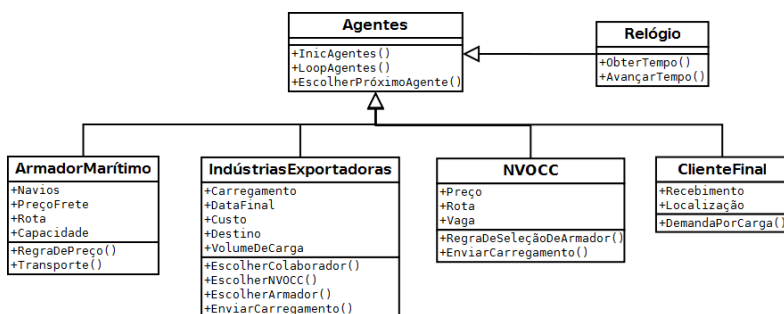 Agentes
+InicAgentes()
+LoopAgentes()
+EscolherPróximoAgente()
Relógio
+ObterTempo()
+AvançarTempo()
ArmadorMarítimo
+Navios
+PreçoFrete
+Rota
+Capacidade
+RegraDePreço()
+Transporte()
IndústriasExportadoras
+Carregamento
+DataFinal
+Custo
+Destino
+VolumeDeCarga
+EscolherColaborador()
+EscolherNVOCC()
+EscolherArmador()
+EnviarCarregamento()
NVOCC
+Preço
+Rota
+Vaga
+RegraDeSeleçãoDeArmador()
+EnviarCarregamento()
ClienteFinal
+Recebimento
+Localização
+DemandaPorCarga()